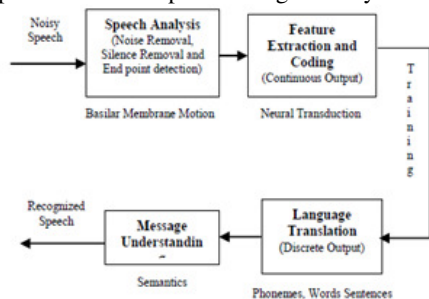 Noisy
Speech
Speech Analysis
(Noise Removal,
Silence Removal and
End point detection)
Feature
Extraction and
Coding
(Continuous Output)
Basilar Membrane Motion
Neural Transduction
Training
Recognized
Speech
Message
Understandin
Language
Translation
(Discrete Output)
Semantics
Phonemes, Words Sentences